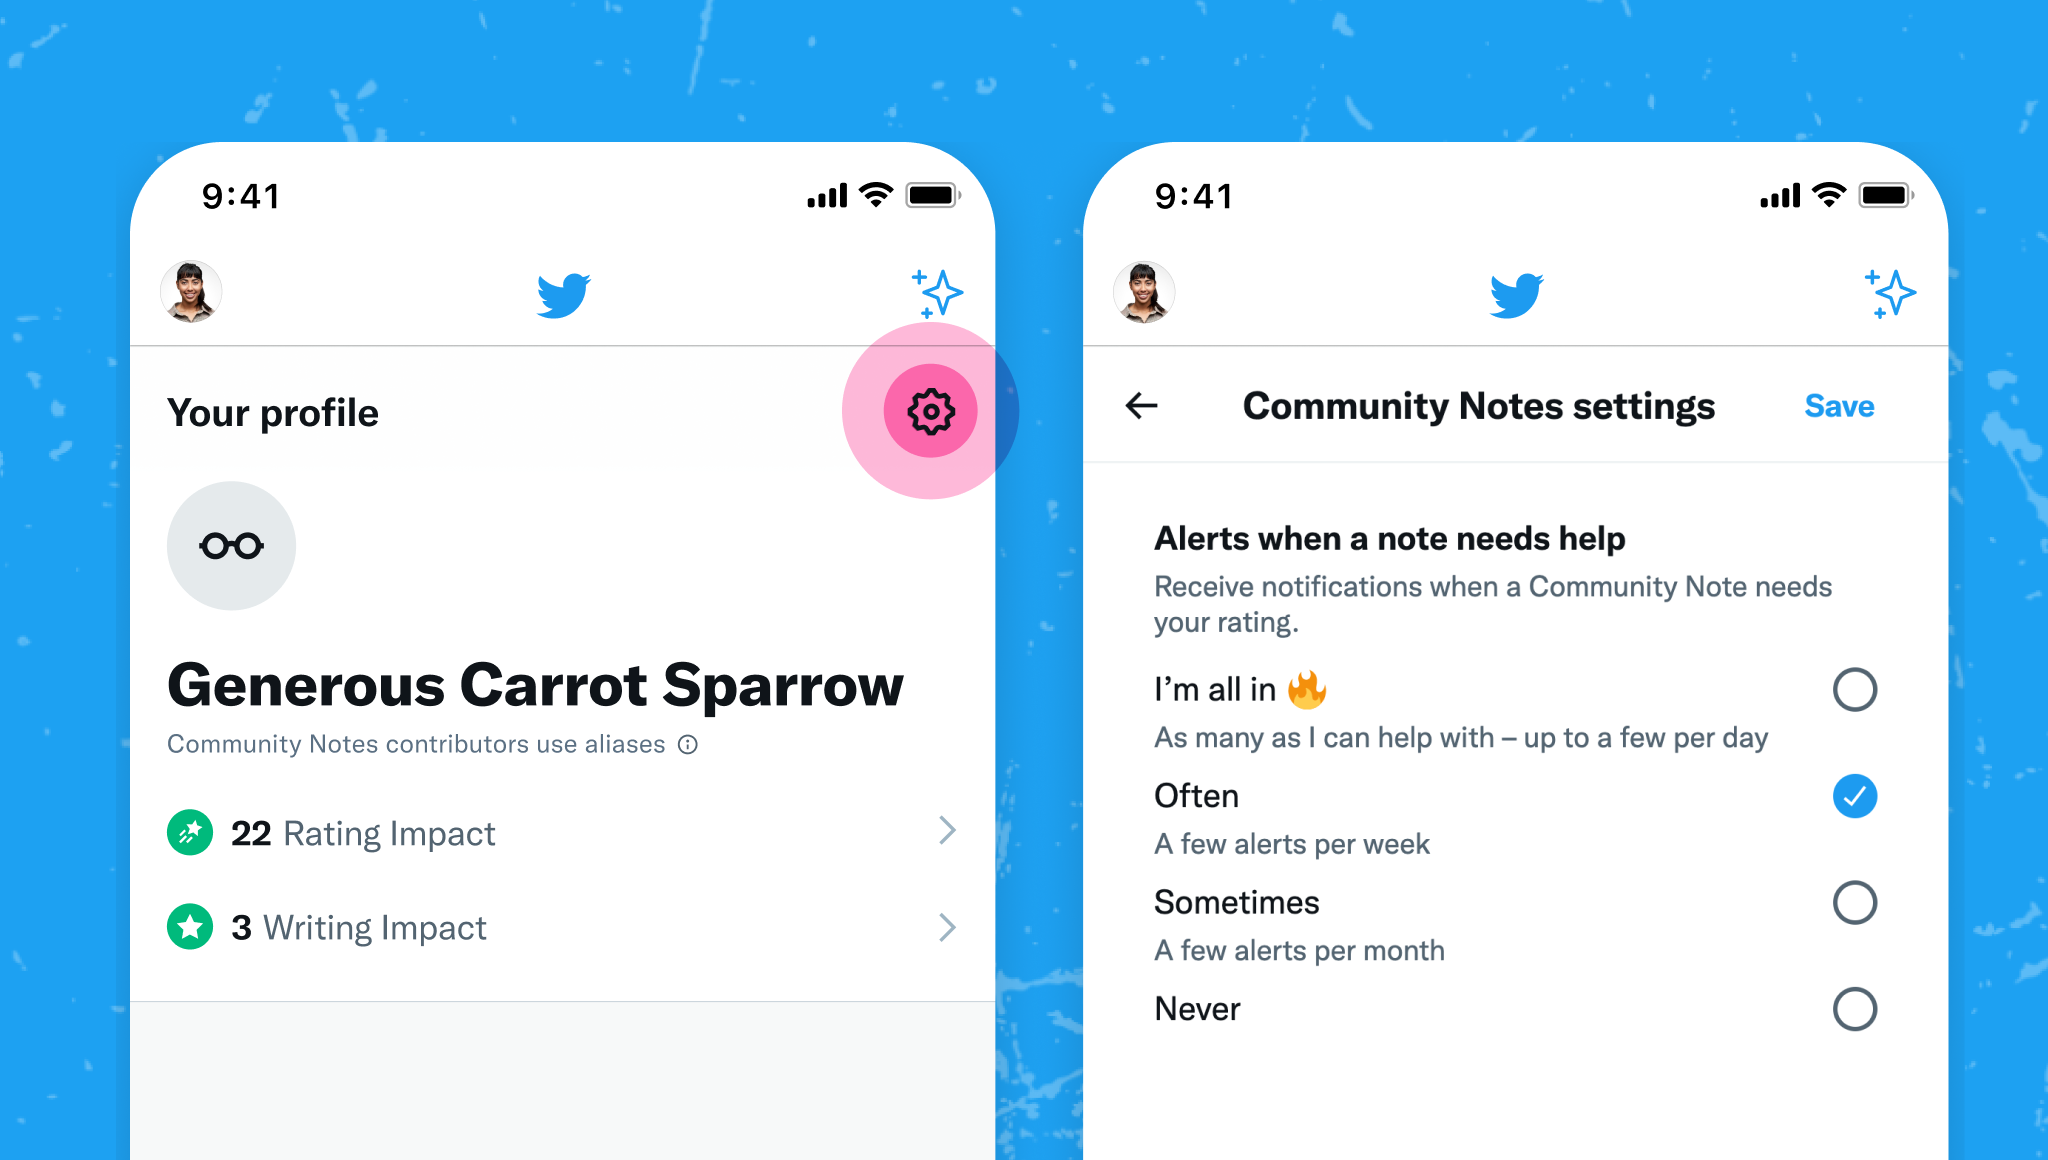 9:41
Your profile
Generous Carrot Sparrow
Community Notes contributors use aliases
22 Rating Impact
3 Writing Impact
9:41
Community Notes settings
Save
Alerts when a note needs help
Receive notifications when a Community Note needs
your rating.
I’m all in 🔥
As many as I can help with – up to a few per day
Often
A few alerts per week
Sometimes
A few alerts per month
Never